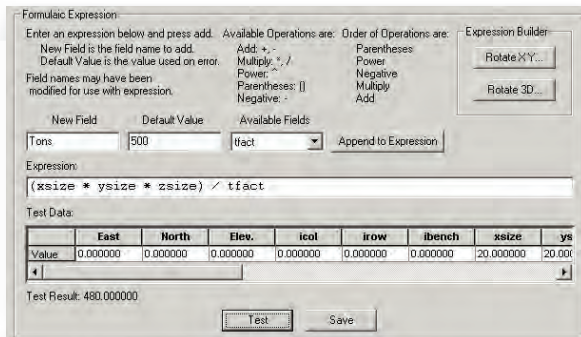 Formulaic Expression
Enter an expression below and press add.
New Field is the field name to add.
Default Value is the value used on error.
Field names may have been
modified for use with expression.
Available Operations are:
Add: +, -
Multiply: *, /
Power: ^
Parentheses: []
Negative: -
Order of Operations are:
Parentheses
Power
Negative
Multiply
Add
Expression Builder
Rotate XY...
Rotate 3D...
New Field Default Value Available Fields
Tons 500 tfact Append to Expression
Expression:
(xsize * ysize * zsize) / tfact
Test Data:
East North Elev. icol irow ibench xsize ys
Value 0.000000 0.000000 0.000000 0.000000 0.000000 0.000000 20.000000 20.000
Test Result: 480.000000
Test Save